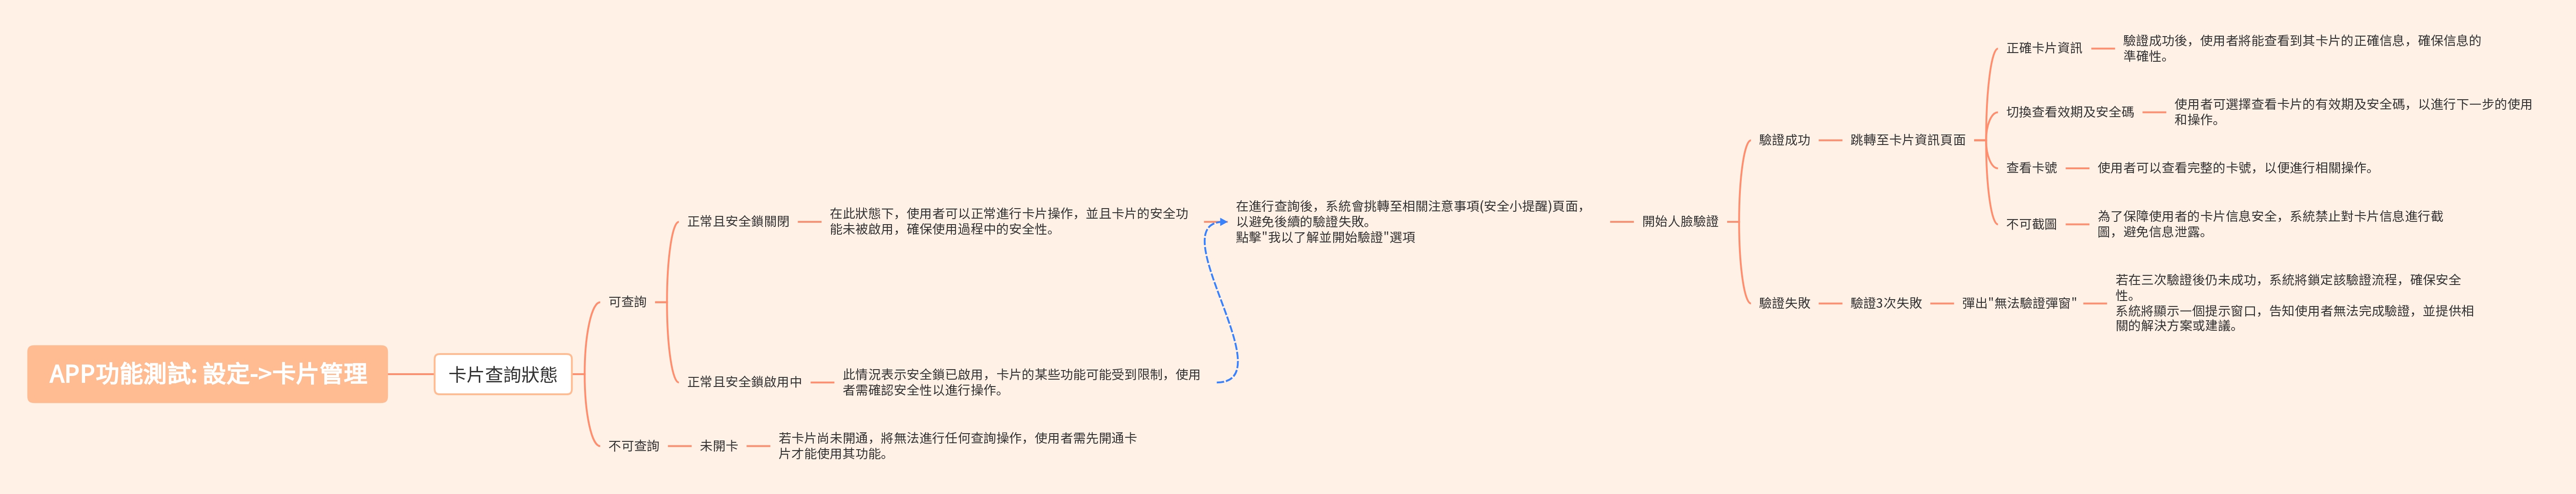 APP功能測試: 設定->卡片管理
卡片查詢狀態
可查詢
正常且安全鎖關閉
在此狀態下，使用者可以正常進行卡片操作，並且卡片的安全功
能未被啟用，確保使用過程中的安全性。
在進行查詢後，系統會挑轉至相關注意事項(安全小提醒)頁面，
以避免後續的驗證失敗。
點擊"我以了解並開始驗證"選項
開始人臉驗證
驗證成功
跳轉至卡片資訊頁面
正確卡片資訊
驗證成功後，使用者將能查看到其卡片的正確信息，確保信息的
準確性。
切換查看效期及安全碼
使用者可選擇查看卡片的有效期及安全碼，以進行下一步的使用
和操作。
查看卡號
使用者可以查看完整的卡號，以便進行相關操作。
不可截圖
為了保障使用者的卡片信息安全，系統禁止對卡片信息進行截
圖，避免信息泄露。
驗證失敗
驗證3次失敗
彈出"無法驗證彈窗"
若在三次驗證後仍未成功，系統將鎖定該驗證流程，確保安全
性。
系統將顯示一個提示窗口，告知使用者無法完成驗證，並提供相
關的解決方案或建議。
正常且安全鎖啟用中
此情況表示安全鎖已啟用，卡片的某些功能可能受到限制，使用
者需確認安全性以進行操作。
不可查詢
未開卡
若卡片尚未開通，將無法進行任何查詢操作，使用者需先開通卡
片才能使用其功能。